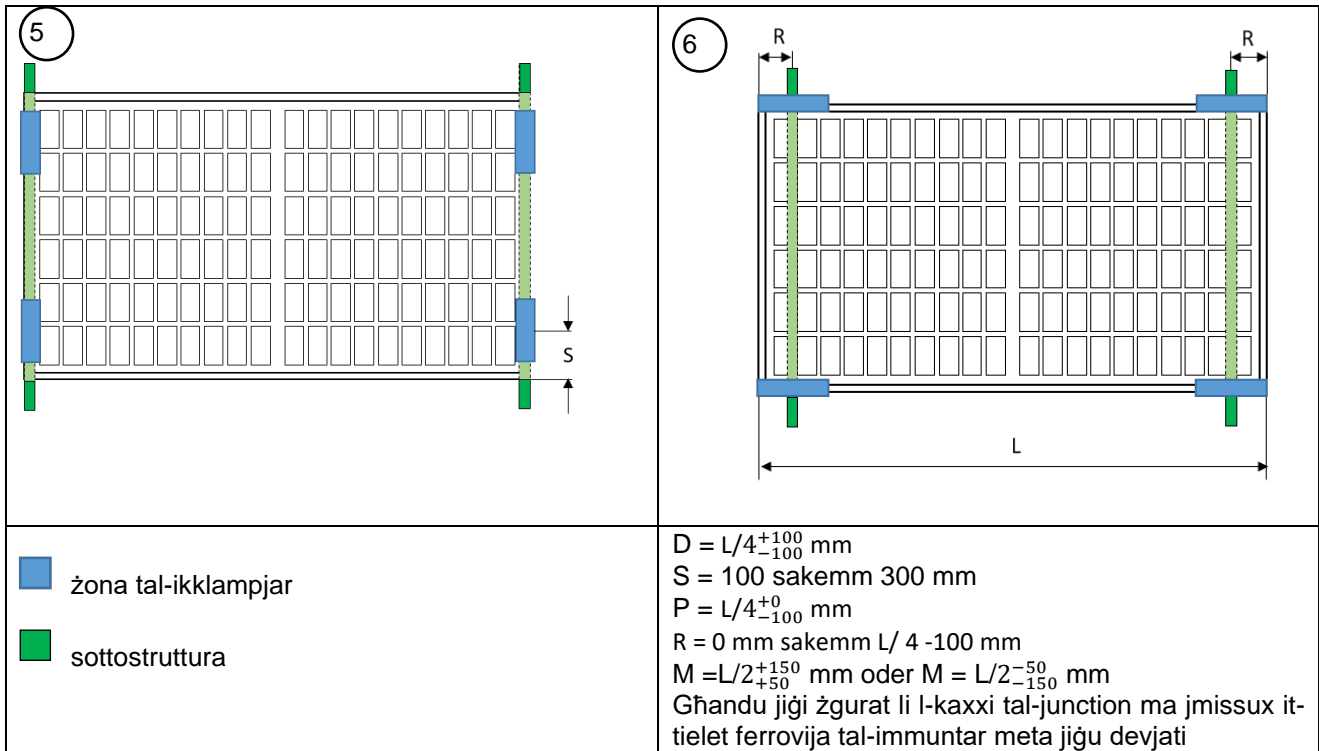 5
S
6
R R
L
żona tal-ikklampjar
sottostruttura
D = L/4 +100 -100 mm
S = 100 sakemm 300 mm
P = L/4 +0 -100 mm
R = 0 mm sakemm L/ 4 -100 mm
M =L/2 +150 +50 mm oder M = L/2 -50 -150 mm
Għandu jiġi żgurat li l-kaxxi tal-junction ma jmissux it-
tielet ferrovija tal-immuntar meta jiġu devjati